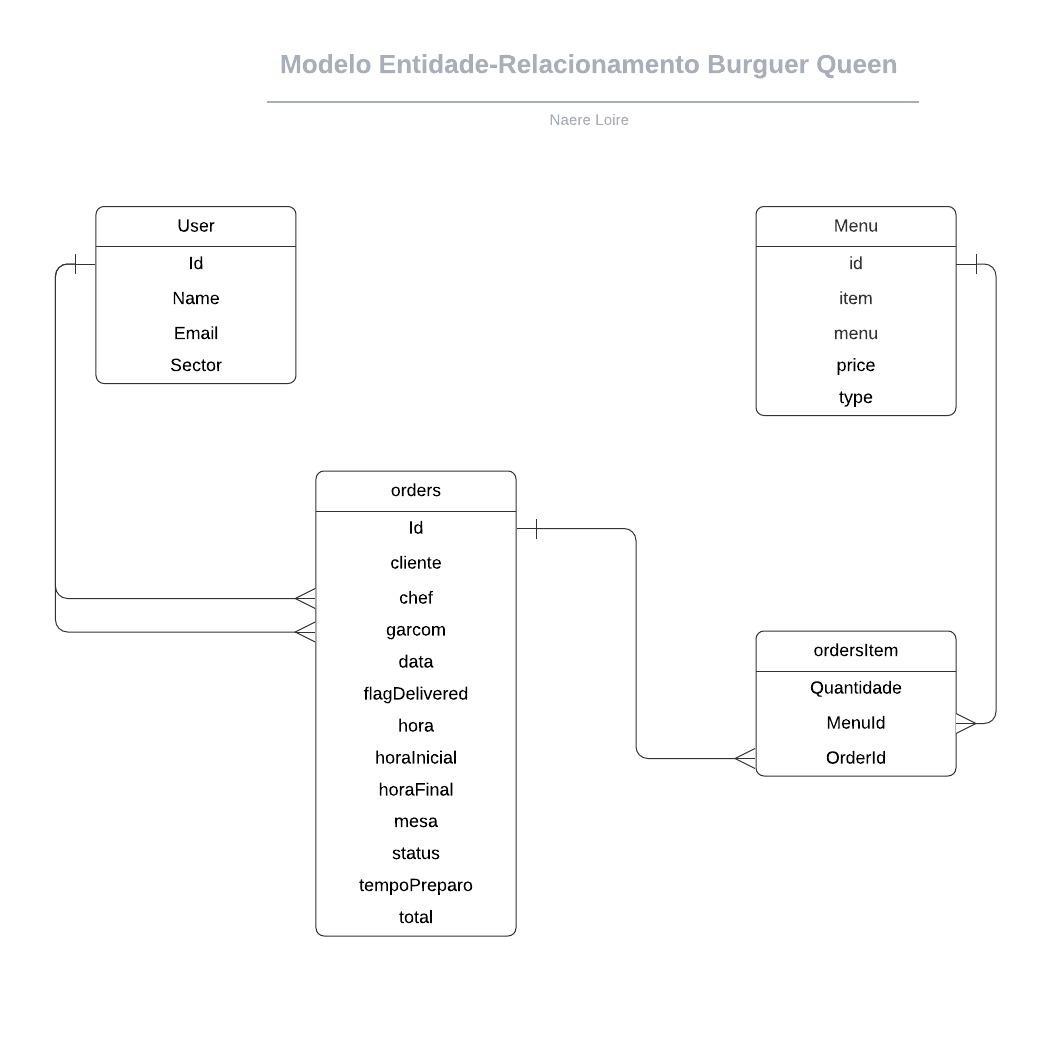 Modelo Entidade-Relacionamento Burguer Queen
Naere Loire
User
Id
Name
Email
Sector
Menu
id
item
menu
price
type
orders
Id
cliente
chef
garcom
data
flagDelivered
hora
horaInicial
horaFinal
mesa
status
tempoPreparo
total
ordersItem
Quantidade
MenuId
OrderId